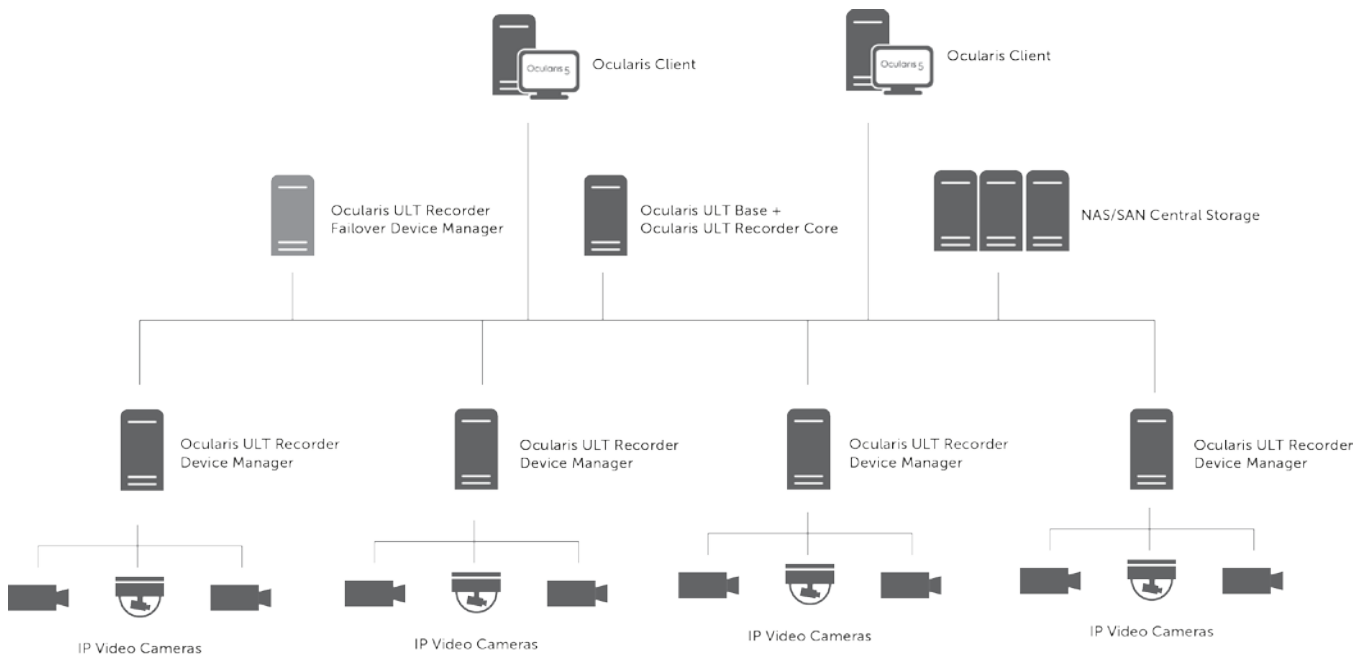 Ocularis 5
Ocularis Client
Ocularis 5
Ocularis Client
Ocularis ULT Recorder
Failover Device Manager
Ocularis ULT Base +
Ocularis ULT Recorder Core
NAS/SAN Central Storage
Ocularis ULT Recorder
Device Manager
Ocularis ULT Recorder
Device Manager
Ocularis ULT Recorder
Device Manager
Ocularis ULT Recorder
Device Manager
IP Video Cameras
IP Video Cameras
IP Video Cameras
IP Video Cameras